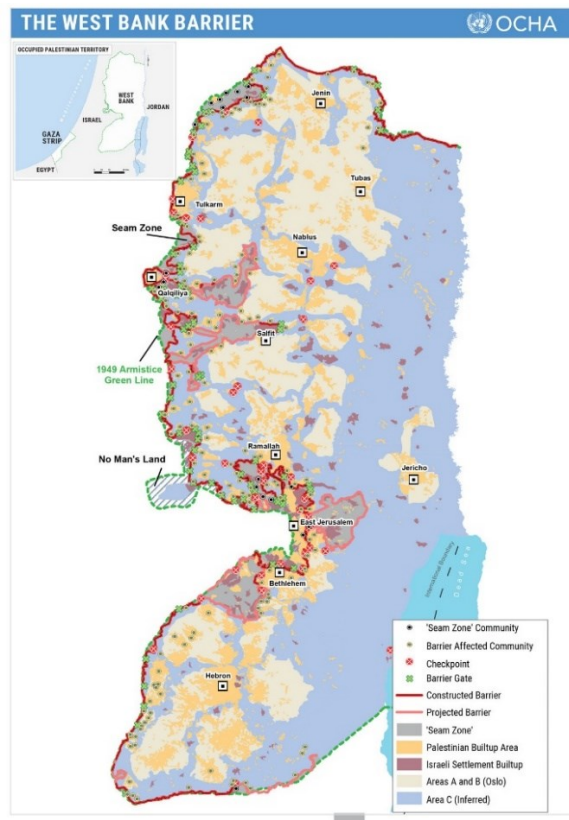 THE WEST BANK BARRIER
OCHA
OCCUPIED PALESTINIAN TERRITORY
WEST
BANK
JORDAN
ISRAEL
GAZA
STRIP
EGYPT
Jenin
Tubas
Tulkarm
Seam Zone
Nablus
Qalqiliya
Salfit
1949 Armistice
Green Line
Ramallah
No Man's Land
Jericho
East Jerusalem
International Boundary
Dead Sea
Bethlehem
Hebron
'Seam Zone' Community
Barrier Affected Community
Checkpoint
Barrier Gate
Constructed Barrier
Projected Barrier
'Seam Zone'
Palestinian Builtup Area
Israeli Settlement Builtup
Areas A and B (Oslo)
Area C (Inferred)